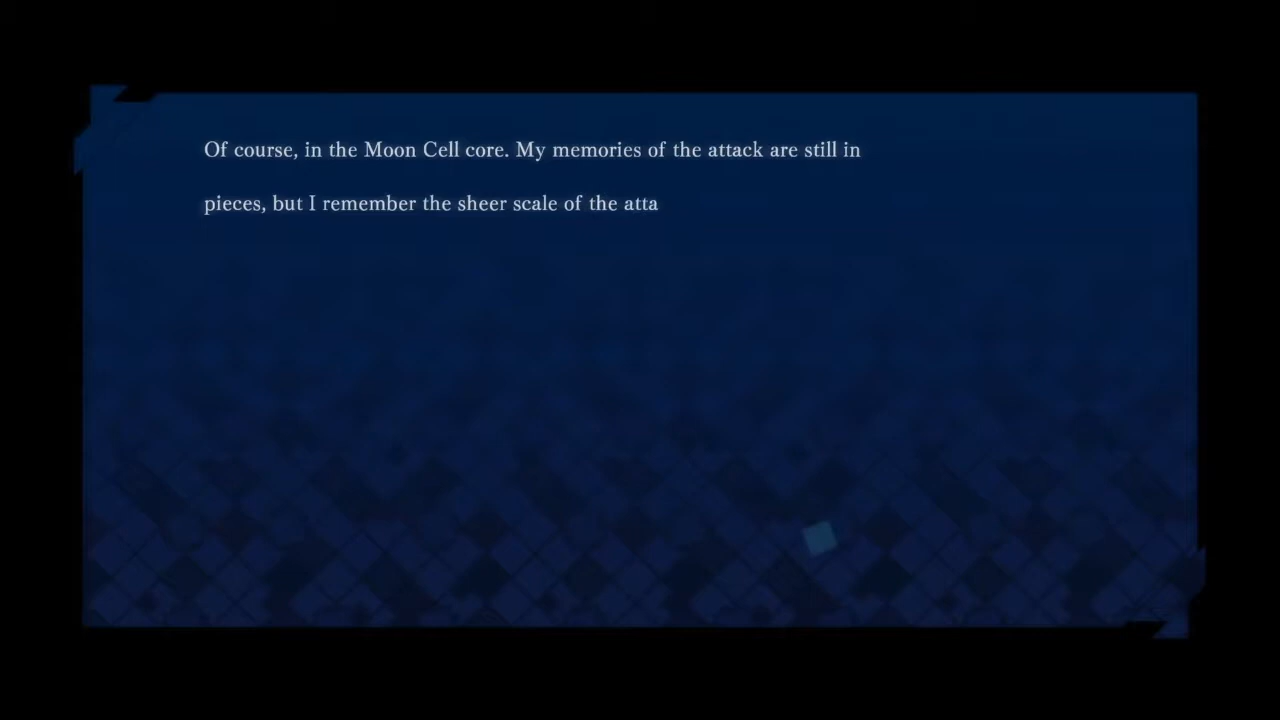 Of course, in the Moon Cell core. My memories of the attack are still in
pieces, but I remember the sheer scale of the atta